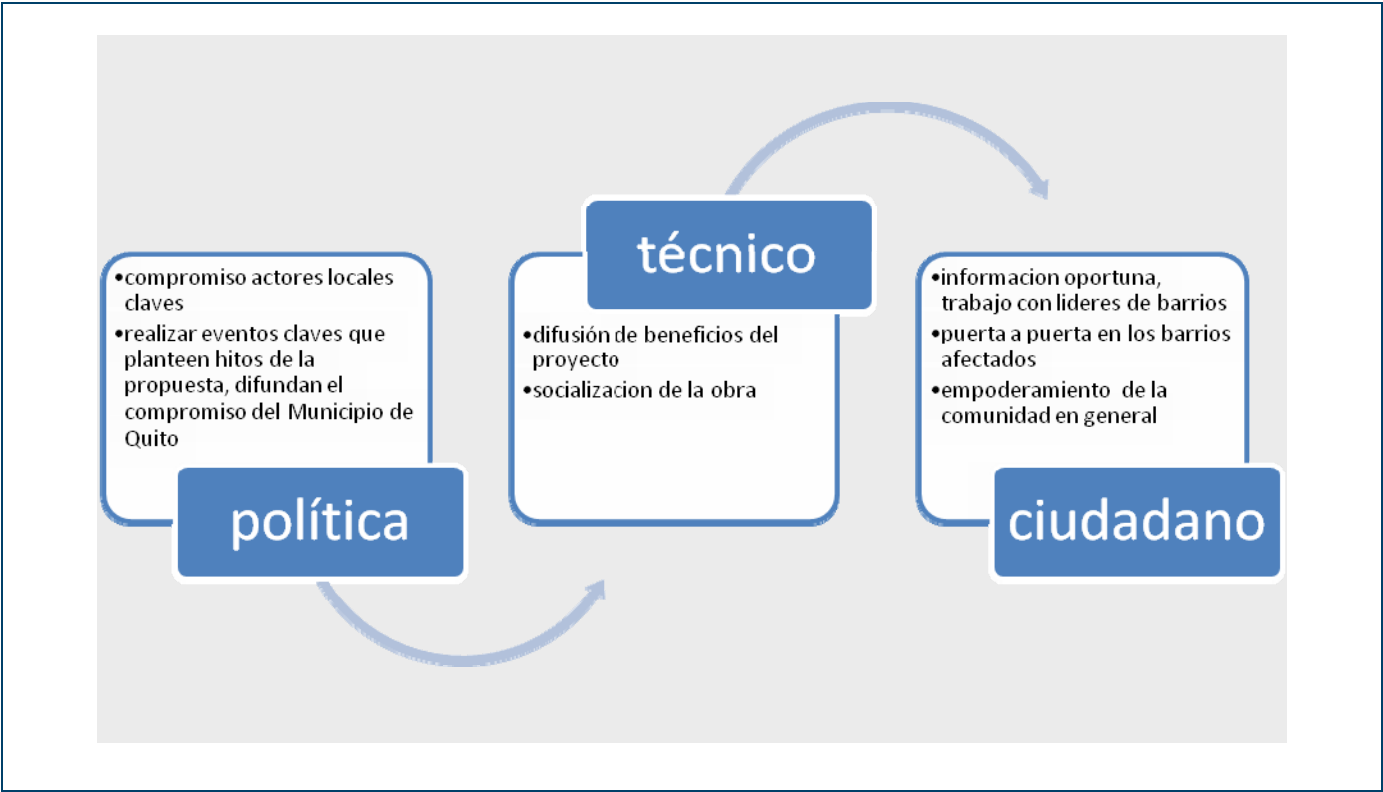 •compromiso actores locales
claves
•realizar eventos claves que
planteen hitos de la
propuesta, difundan el
compromiso del Municipio de
Quito
política
técnico
•difusión de beneficios del
proyecto
•socializacion de la obra
•informacion oportuna,
trabajo con lideres de barrios
•puerta a puerta en los barrios
afectados
•empoderamiento de la
comunidad en general
ciudadano